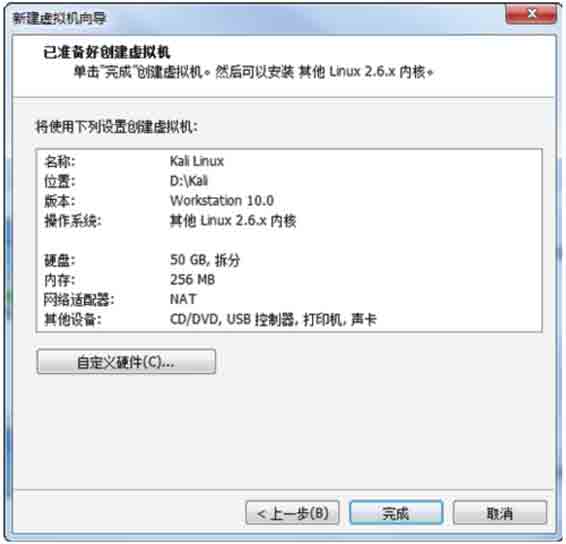 新建虚拟机向导
已准备好创建虚拟机
单击"完成"创建虚拟机。然后可以安装 其他 Linux 2.6.x 内核。
将使用下列设置创建虚拟机:
名称: Kali Linux
位置: D:\Kali
版本: Workstation 10.0
操作系统: 其他 Linux 2.6.x 内核
硬盘: 50 GB, 拆分
内存: 256 MB
网络适配器: NAT
其他设备: CD/DVD, USB 控制器, 打印机, 声卡
自定义硬件(C)...
< 上一步(B)
完成
取消